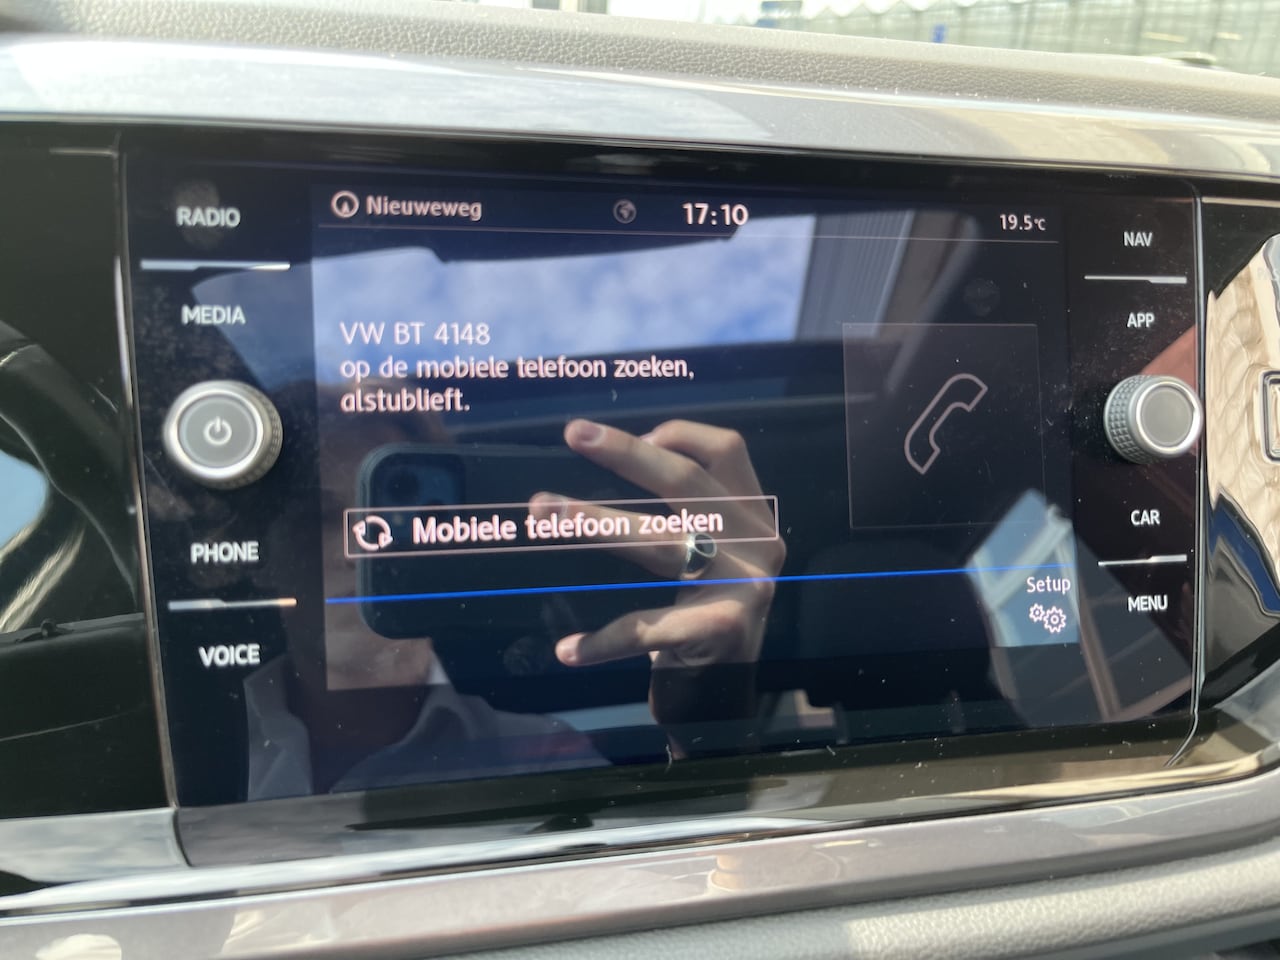 Nieuweweg
17:10
19.5°C
RADIO
MEDIA
PHONE
VOICE
VW BT 4148
op de mobiele telefoon zoeken,
alstublieft.
Mobiele telefoon zoeken
Setup
NAV
APP
CAR
MENU